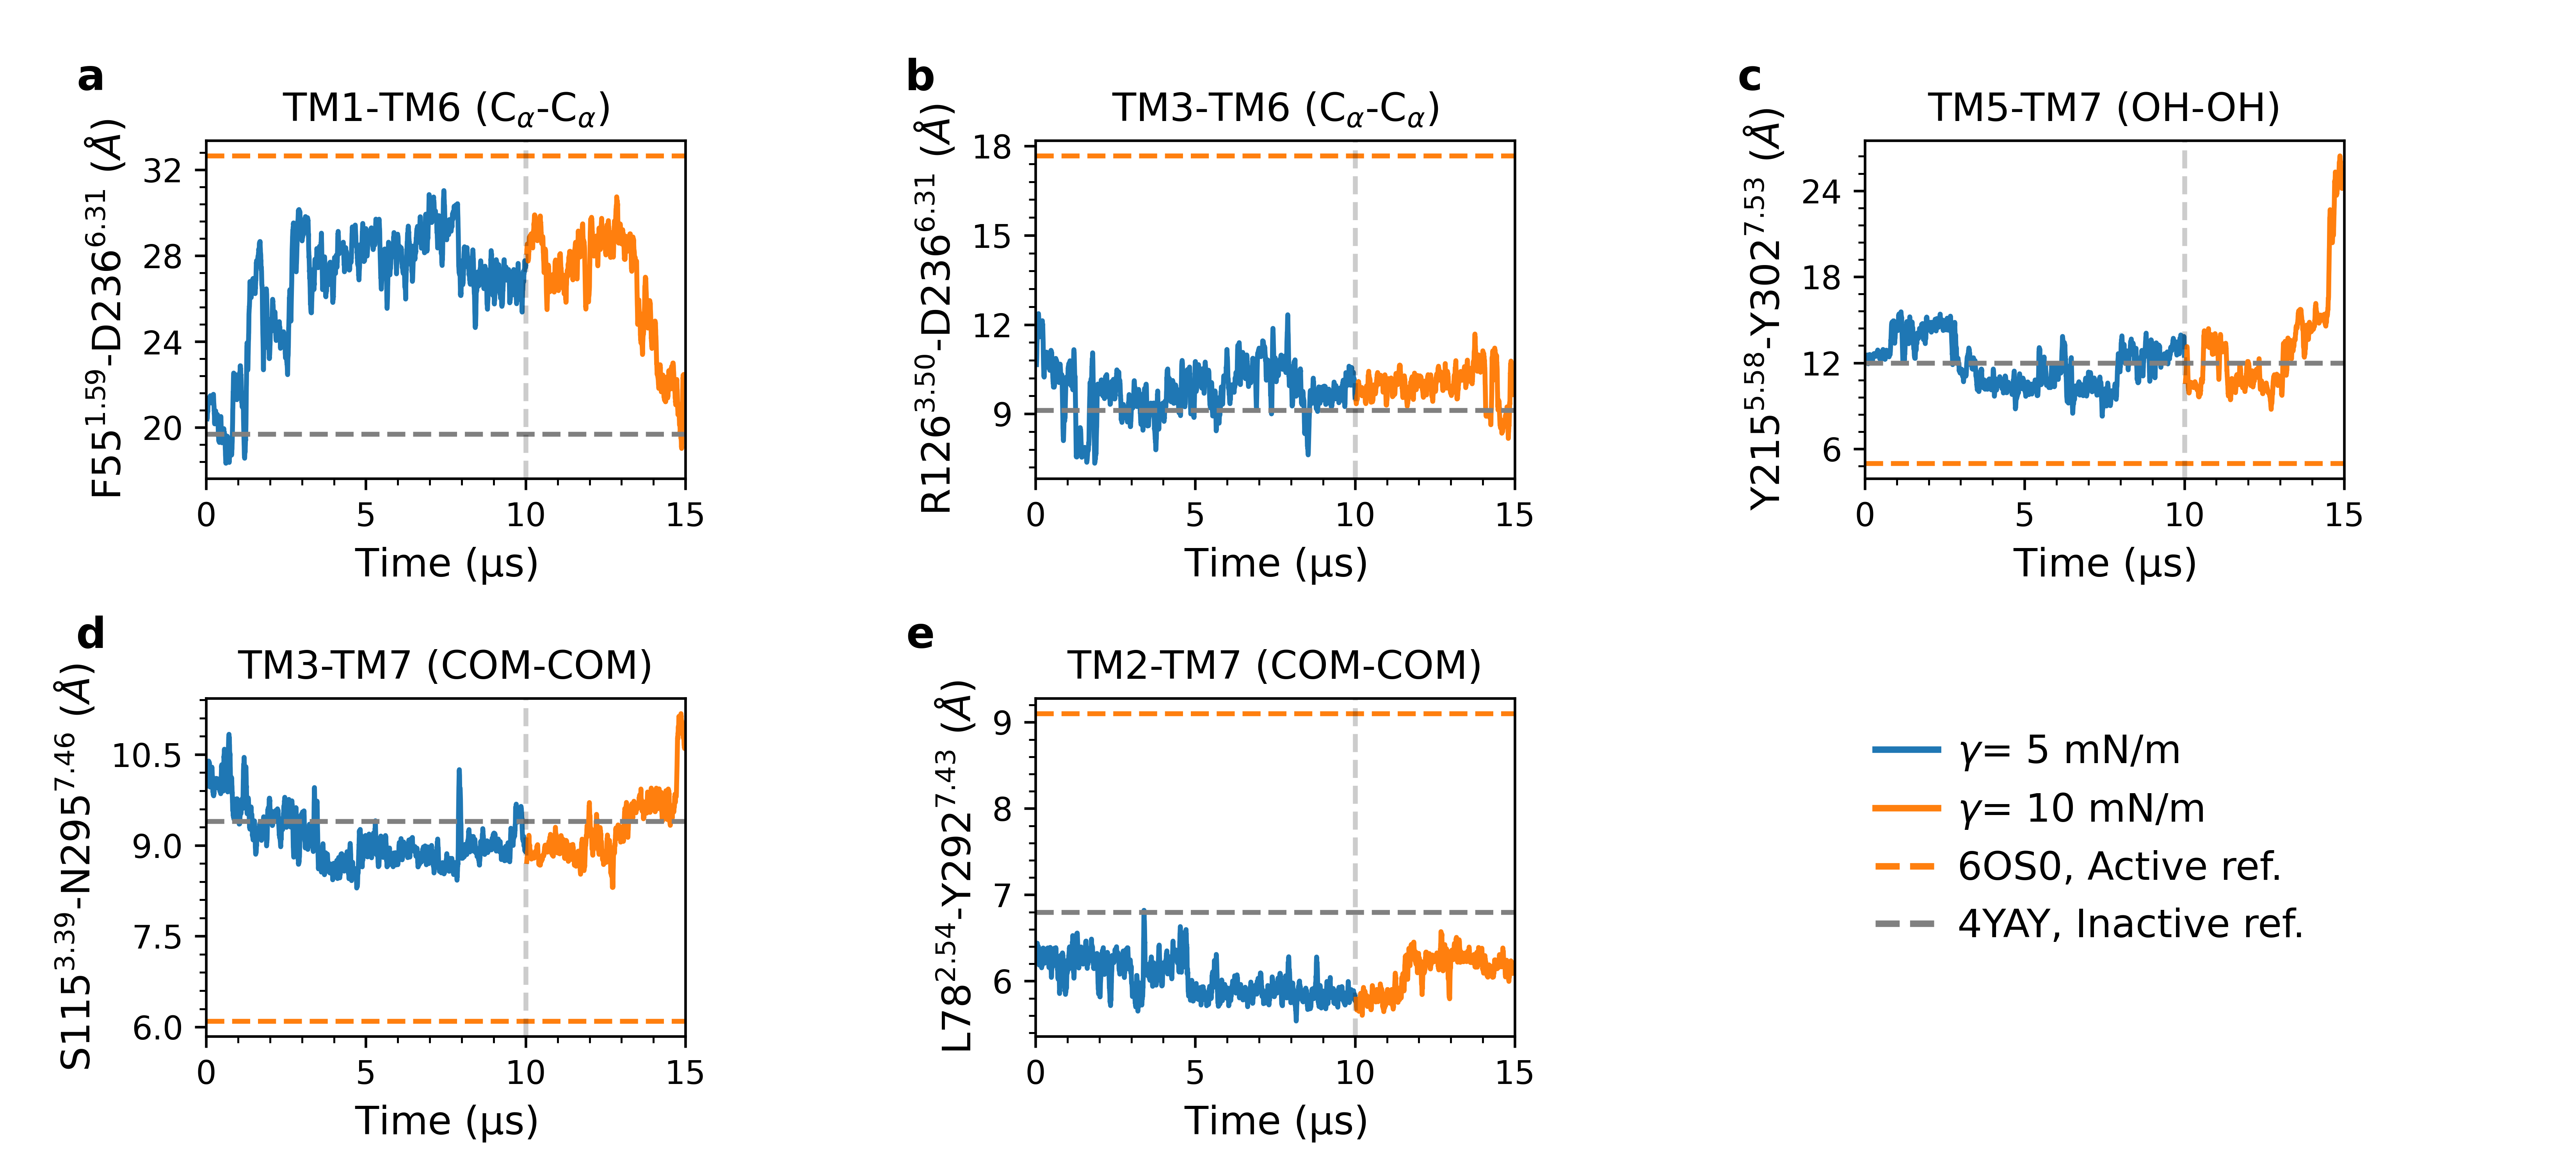 a
TM1-TM6 (Cα-Cα)
F55^1.59-D236^6.31 (Å)
32
28
24
20
0 5 10 15
Time (µs)
b
TM3-TM6 (Cα-Cα)
R126^3.50-D236^6.31 (Å)
18
15
12
9
0 5 10 15
Time (µs)
c
TM5-TM7 (OH-OH)
Y215^5.58-Y302^7.53 (Å)
24
18
12
6
0 5 10 15
Time (µs)
d
TM3-TM7 (COM-COM)
S115^3.39-N295^7.46 (Å)
10.5
9.0
7.5
6.0
0 5 10 15
Time (µs)
e
TM2-TM7 (COM-COM)
L78^2.54-Y292^7.43 (Å)
9
8
7
6
0 5 10 15
Time (µs)
γ= 5 mN/m
γ= 10 mN/m
6OS0, Active ref.
4YAY, Inactive ref.